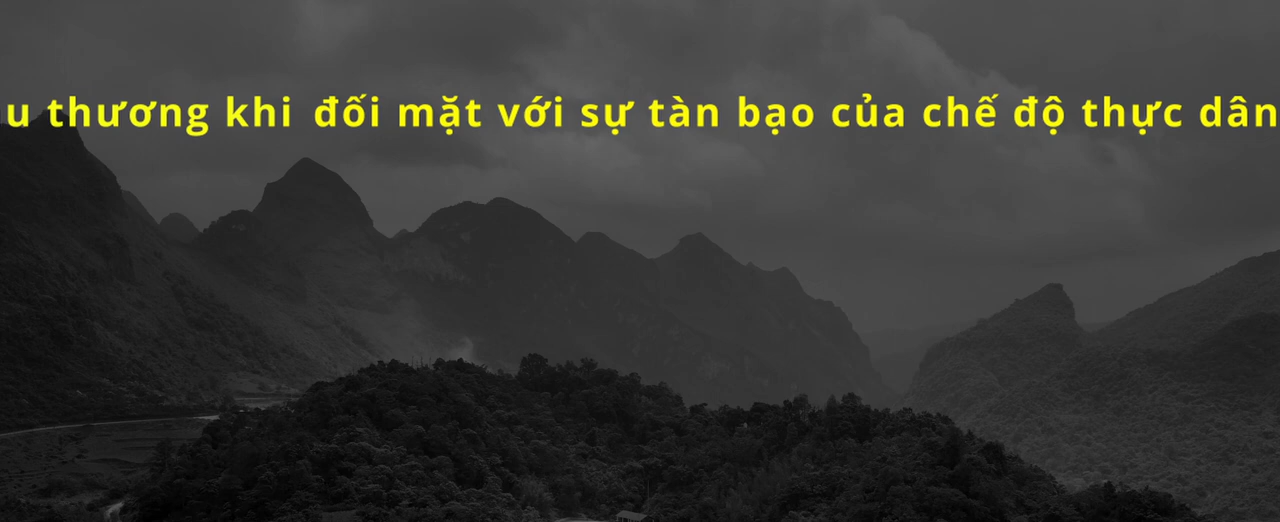 thương khi đối mặt với sự tàn bạo của chế độ thực dân